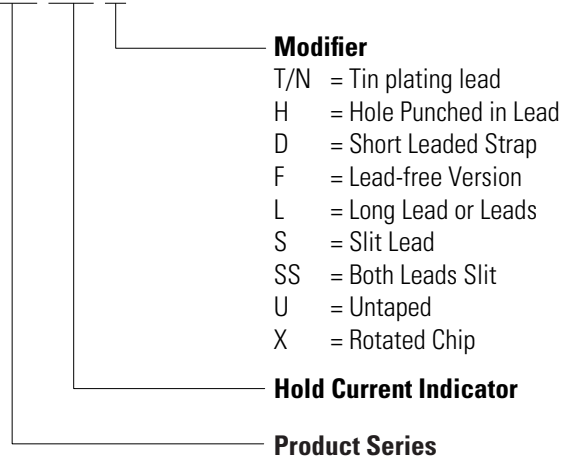 Modifier
T/N = Tin plating lead
H = Hole Punched in Lead
D = Short Leaded Strap
F = Lead-free Version
L = Long Lead or Leads
S = Slit Lead
SS = Both Leads Slit
U = Untaped
X = Rotated Chip
Hold Current Indicator
Product Series